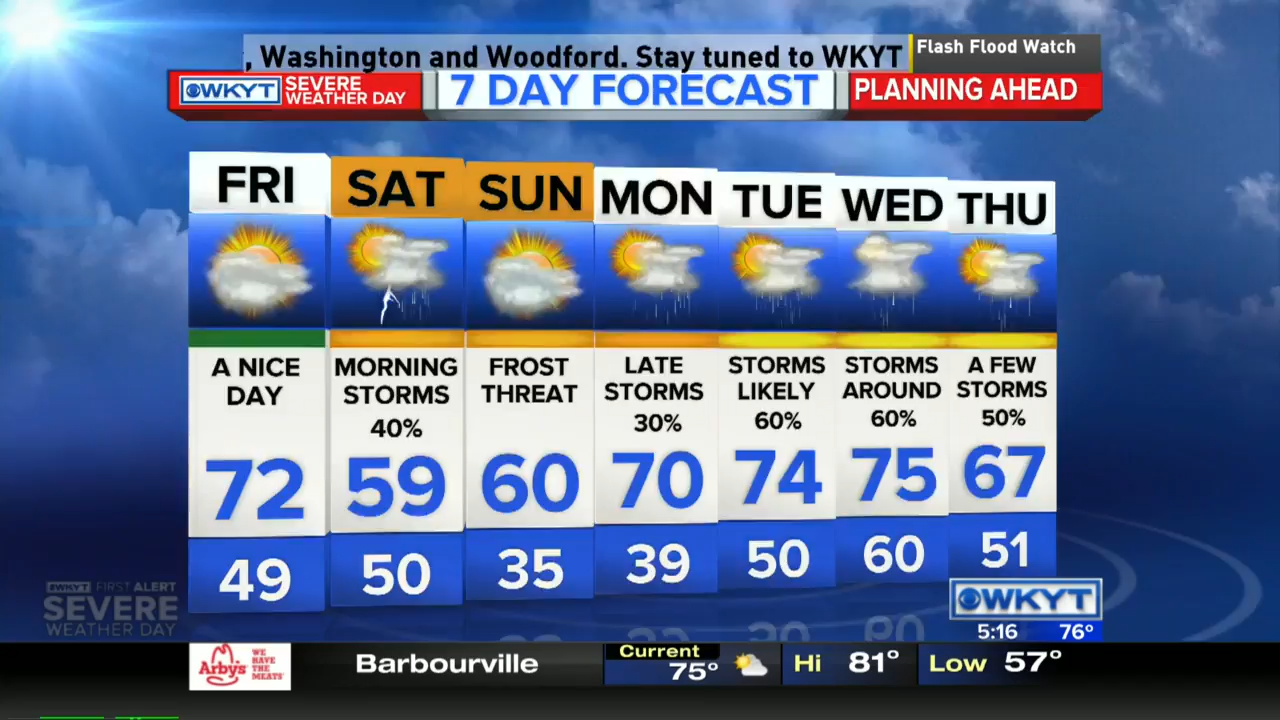 , Washington and Woodford. Stay tuned to WKYT
Flash Flood Watch
WKYT
SEVERE
WEATHER DAY
7 DAY FORECAST
PLANNING AHEAD
FRI SAT SUN MON TUE WED THU
A NICE
DAY
72
49
MORNING
STORMS
40%
59
50
FROST
THREAT
60
35
LATE
STORMS
30%
70
39
STORMS
LIKELY
60%
74
50
STORMS
AROUND
60%
75
60
A FEW
STORMS
50%
67
51
WKYT FIRST ALERT
SEVERE
WEATHER DAY
WKYT
5:16 76°
Arby's
WE
HAVE
THE
MEATS
Barbourville
Current
75°
Hi 81°
Low 57°